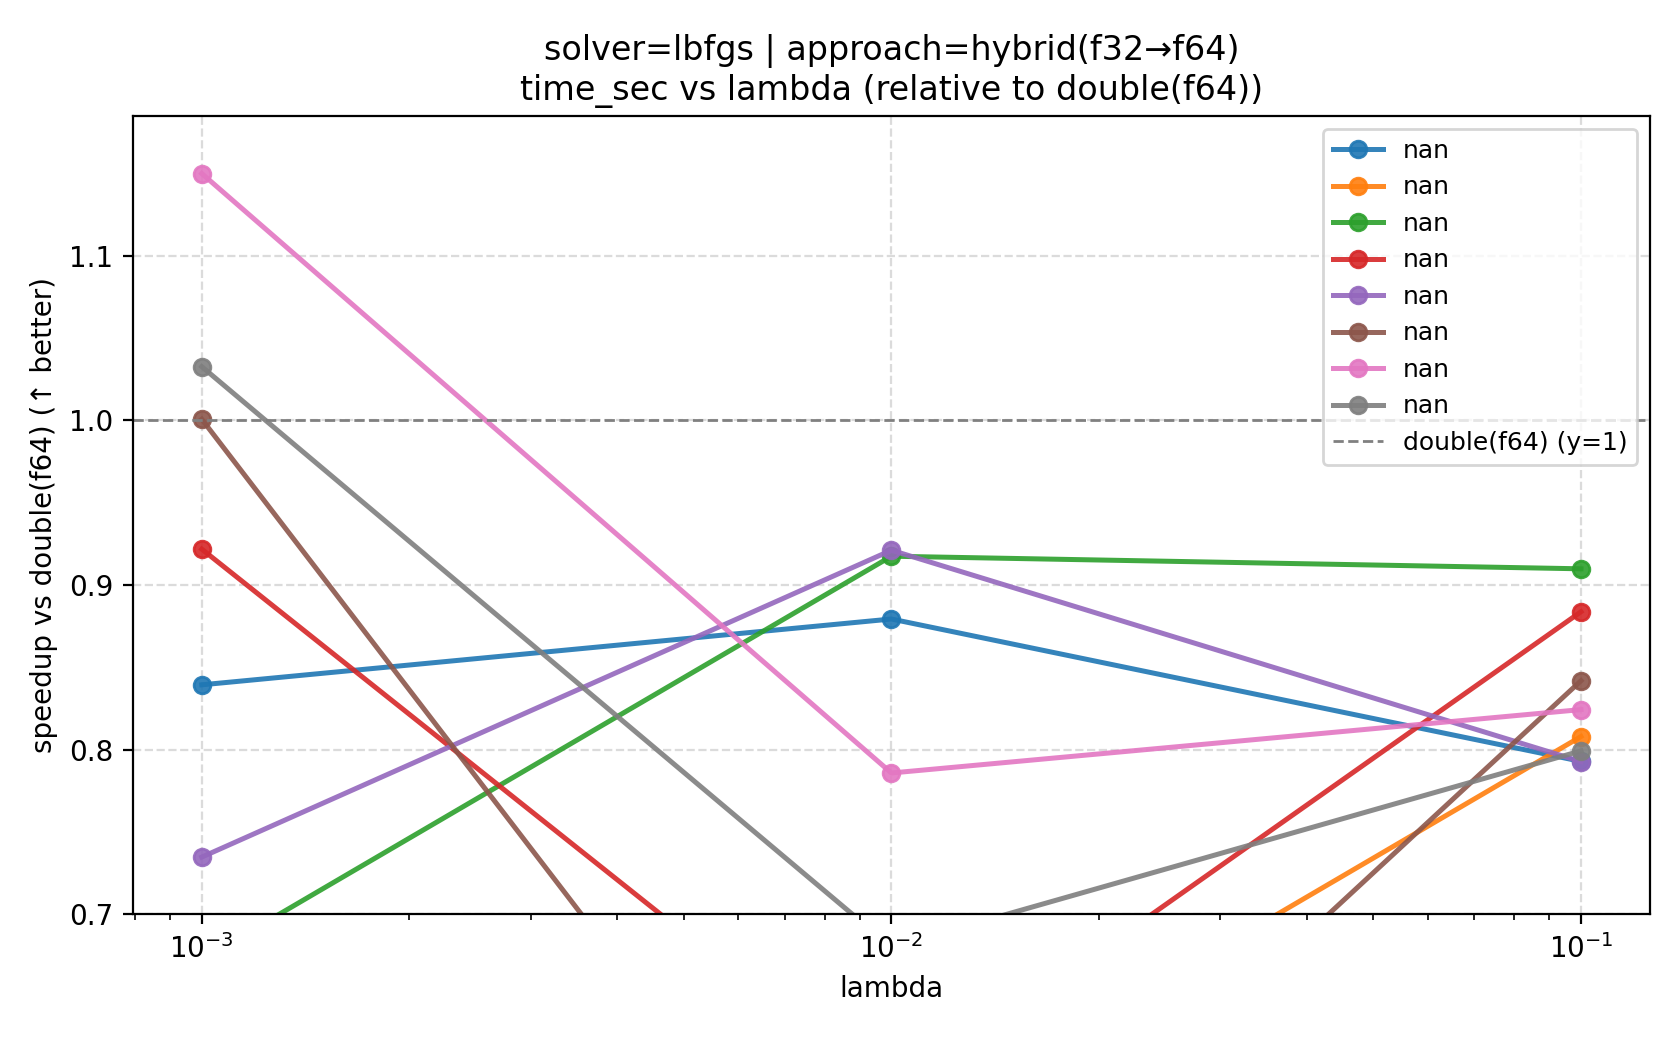 solver=lbfgs | approach=hybrid(f32→f64)
time_sec vs lambda (relative to double(f64))
speedup vs double(f64) (↑ better)
1.1
1.0
0.9
0.8
0.7
nan
nan
nan
nan
nan
nan
nan
nan
double(f64) (y=1)
10⁻³
10⁻²
10⁻¹
lambda